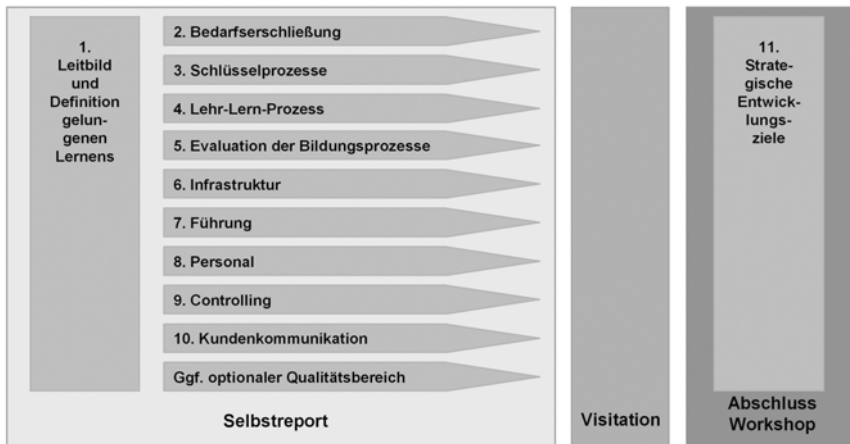 1.
Leitbild
und
Definition
gelun-
genen
Lernens
2. Bedarfserschließung
3. Schlüsselprozesse
4. Lehr-Lern-Prozess
5. Evaluation der Bildungsprozesse
6. Infrastruktur
7. Führung
8. Personal
9. Controlling
10. Kundenkommunikation
Ggf. optionaler Qualitätsbereich
Selbstreport
Visitation
11.
Strate-
gische
Entwick-
lungs-
ziele
Abschluss
Workshop